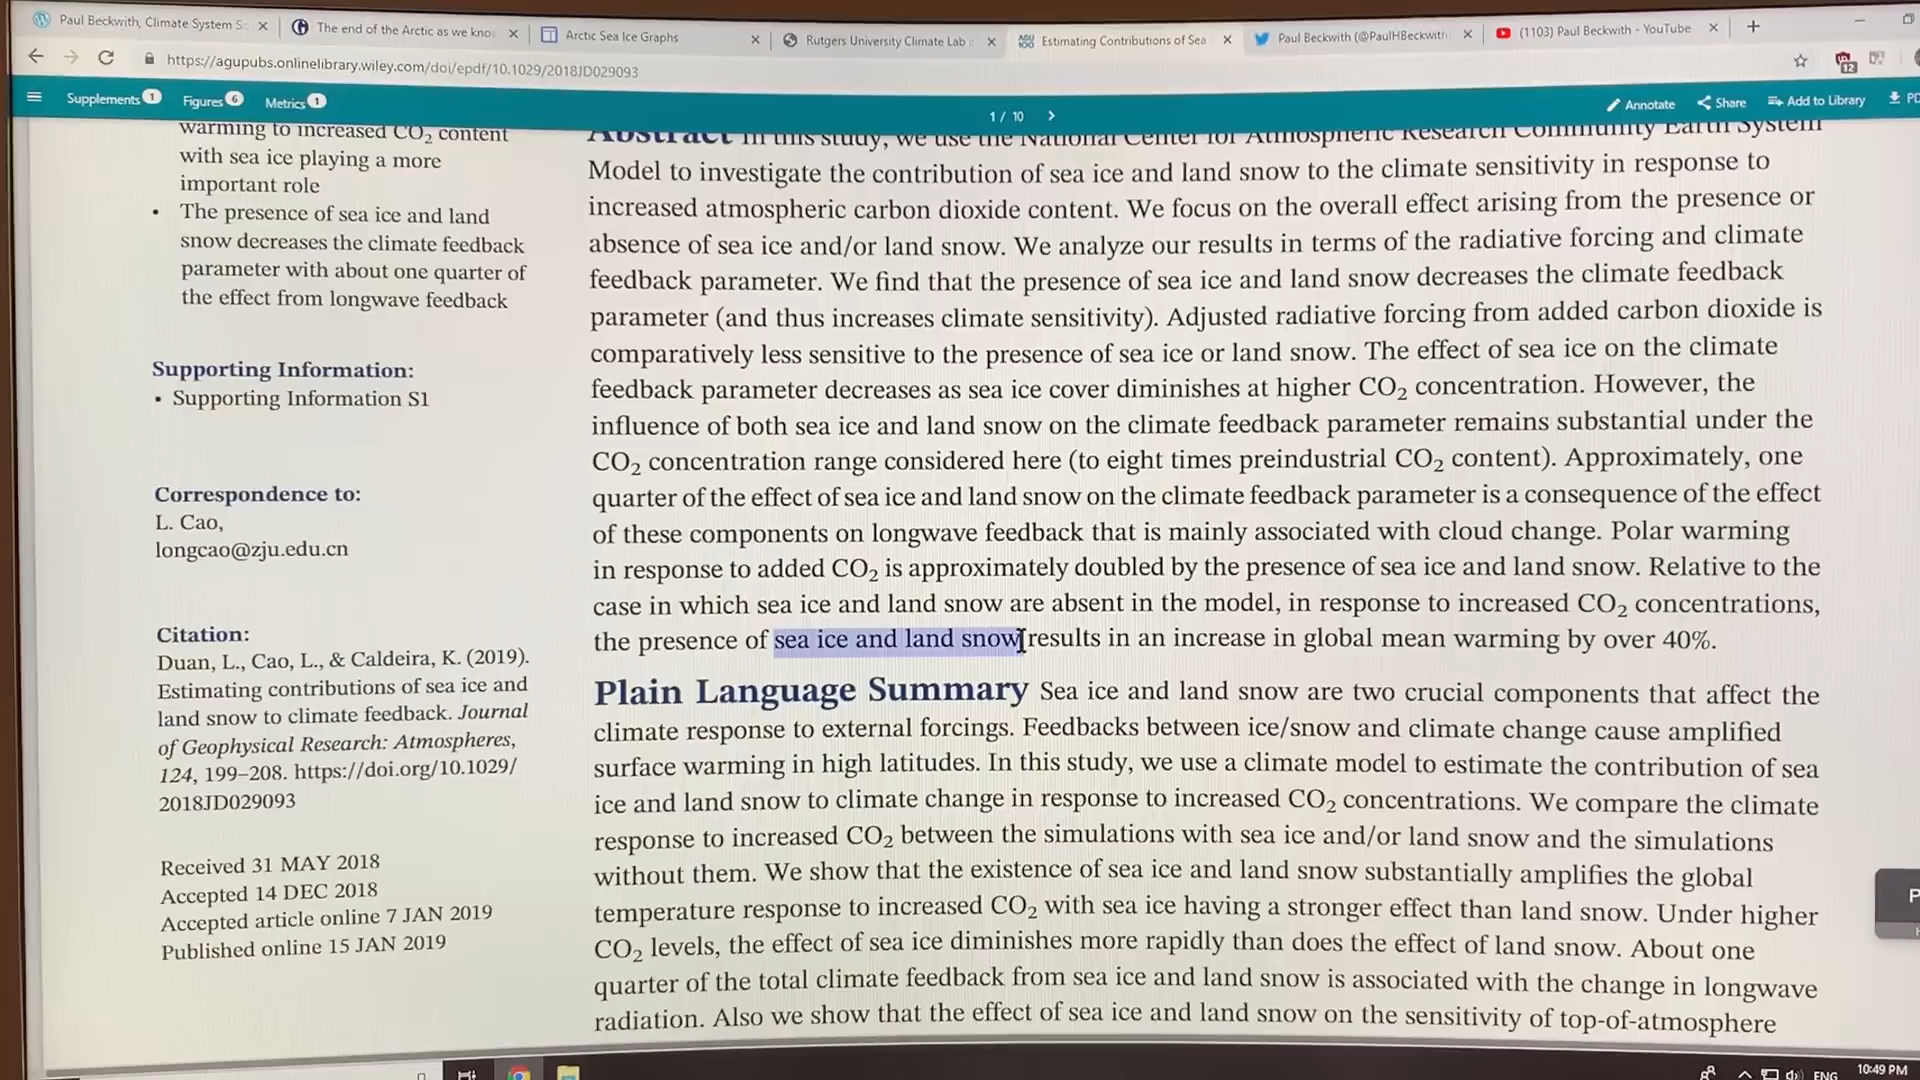 Paul Beckwith, Climate System S
The end of the Arctic as we kno
Arctic Sea Ice Graphs
Rutgers University Climate Lab
Estimating Contributions of Sea
Paul Beckwith (@PaulHBeckwith
(1103) Paul Beckwith - YouTube
https://agupubs.onlinelibrary.wiley.com/doi/epdf/10.1029/2018JD029093
12
Supplements 1
Figures 6
Metrics 1
1 / 10
Annotate
Share
Add to Library
warming to increased CO₂ content
with sea ice playing a more
important role
• The presence of sea ice and land
snow decreases the climate feedback
parameter with about one quarter of
the effect from longwave feedback
Supporting Information:
• Supporting Information S1
Correspondence to:
L. Cao,
longcao@zju.edu.cn
Citation:
Duan, L., Cao, L., & Caldeira, K. (2019).
Estimating contributions of sea ice and
land snow to climate feedback. Journal
of Geophysical Research: Atmospheres,
124, 199–208. https://doi.org/10.1029/
2018JD029093
Received 31 MAY 2018
Accepted 14 DEC 2018
Accepted article online 7 JAN 2019
Published online 15 JAN 2019
Abstract In this study, we use the National Center for Atmospheric Research Community Earth System
Model to investigate the contribution of sea ice and land snow to the climate sensitivity in response to
increased atmospheric carbon dioxide content. We focus on the overall effect arising from the presence or
absence of sea ice and/or land snow. We analyze our results in terms of the radiative forcing and climate
feedback parameter. We find that the presence of sea ice and land snow decreases the climate feedback
parameter (and thus increases climate sensitivity). Adjusted radiative forcing from added carbon dioxide is
comparatively less sensitive to the presence of sea ice or land snow. The effect of sea ice on the climate
feedback parameter decreases as sea ice cover diminishes at higher CO₂ concentration. However, the
influence of both sea ice and land snow on the climate feedback parameter remains substantial under the
CO₂ concentration range considered here (to eight times preindustrial CO₂ content). Approximately, one
quarter of the effect of sea ice and land snow on the climate feedback parameter is a consequence of the effect
of these components on longwave feedback that is mainly associated with cloud change. Polar warming
in response to added CO₂ is approximately doubled by the presence of sea ice and land snow. Relative to the
case in which sea ice and land snow are absent in the model, in response to increased CO₂ concentrations,
the presence of sea ice and land snow results in an increase in global mean warming by over 40%.
Plain Language Summary Sea ice and land snow are two crucial components that affect the
climate response to external forcings. Feedbacks between ice/snow and climate change cause amplified
surface warming in high latitudes. In this study, we use a climate model to estimate the contribution of sea
ice and land snow to climate change in response to increased CO₂ concentrations. We compare the climate
response to increased CO₂ between the simulations with sea ice and/or land snow and the simulations
without them. We show that the existence of sea ice and land snow substantially amplifies the global
temperature response to increased CO₂ with sea ice having a stronger effect than land snow. Under higher
CO₂ levels, the effect of sea ice diminishes more rapidly than does the effect of land snow. About one
quarter of the total climate feedback from sea ice and land snow is associated with the change in longwave
radiation. Also we show that the effect of sea ice and land snow on the sensitivity of top-of-atmosphere
ENG
10:49 PM